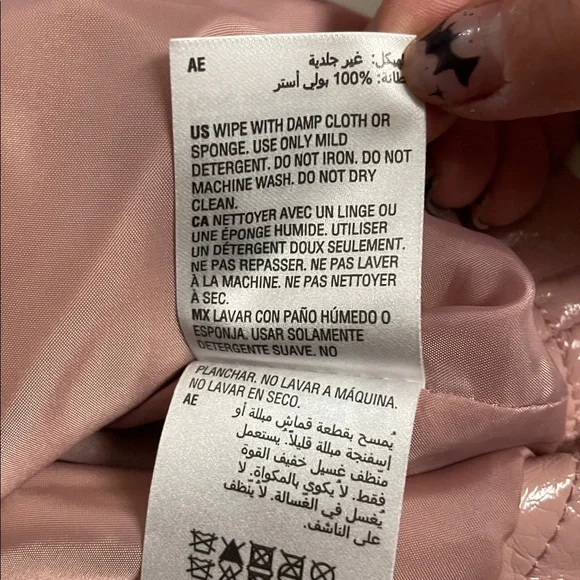 AE
هيكل: غير جلدية
بطانة: 100% بولي أستر
US WIPE WITH DAMP CLOTH OR
SPONGE. USE ONLY MILD
DETERGENT. DO NOT IRON. DO NOT
MACHINE WASH. DO NOT DRY
CLEAN.
CA NETTOYER AVEC UN LINGE OU
UNE ÉPONGE HUMIDE. UTILISER
UN DÉTERGENT DOUX SEULEMENT.
NE PAS REPASSER. NE PAS LAVER
À LA MACHINE. NE PAS NETTOYER
À SEC.
MX LAVAR CON PAÑO HÚMEDO O
ESPONJA. USAR SOLAMENTE
DETERGENTE SUAVE. NO
PLANCHAR. NO LAVAR A MÁQUINA.
NO LAVAR EN SECO.
AE
يُمسح بقطعة قماش مبللة أو
إسفنجة مبللة قليلاً. يستعمل
منظف غسيل خفيف القوة
فقط. لا يكوي بالمكواة. لا
يغسل في الغسالة. لا يُنظف
على الناشف.